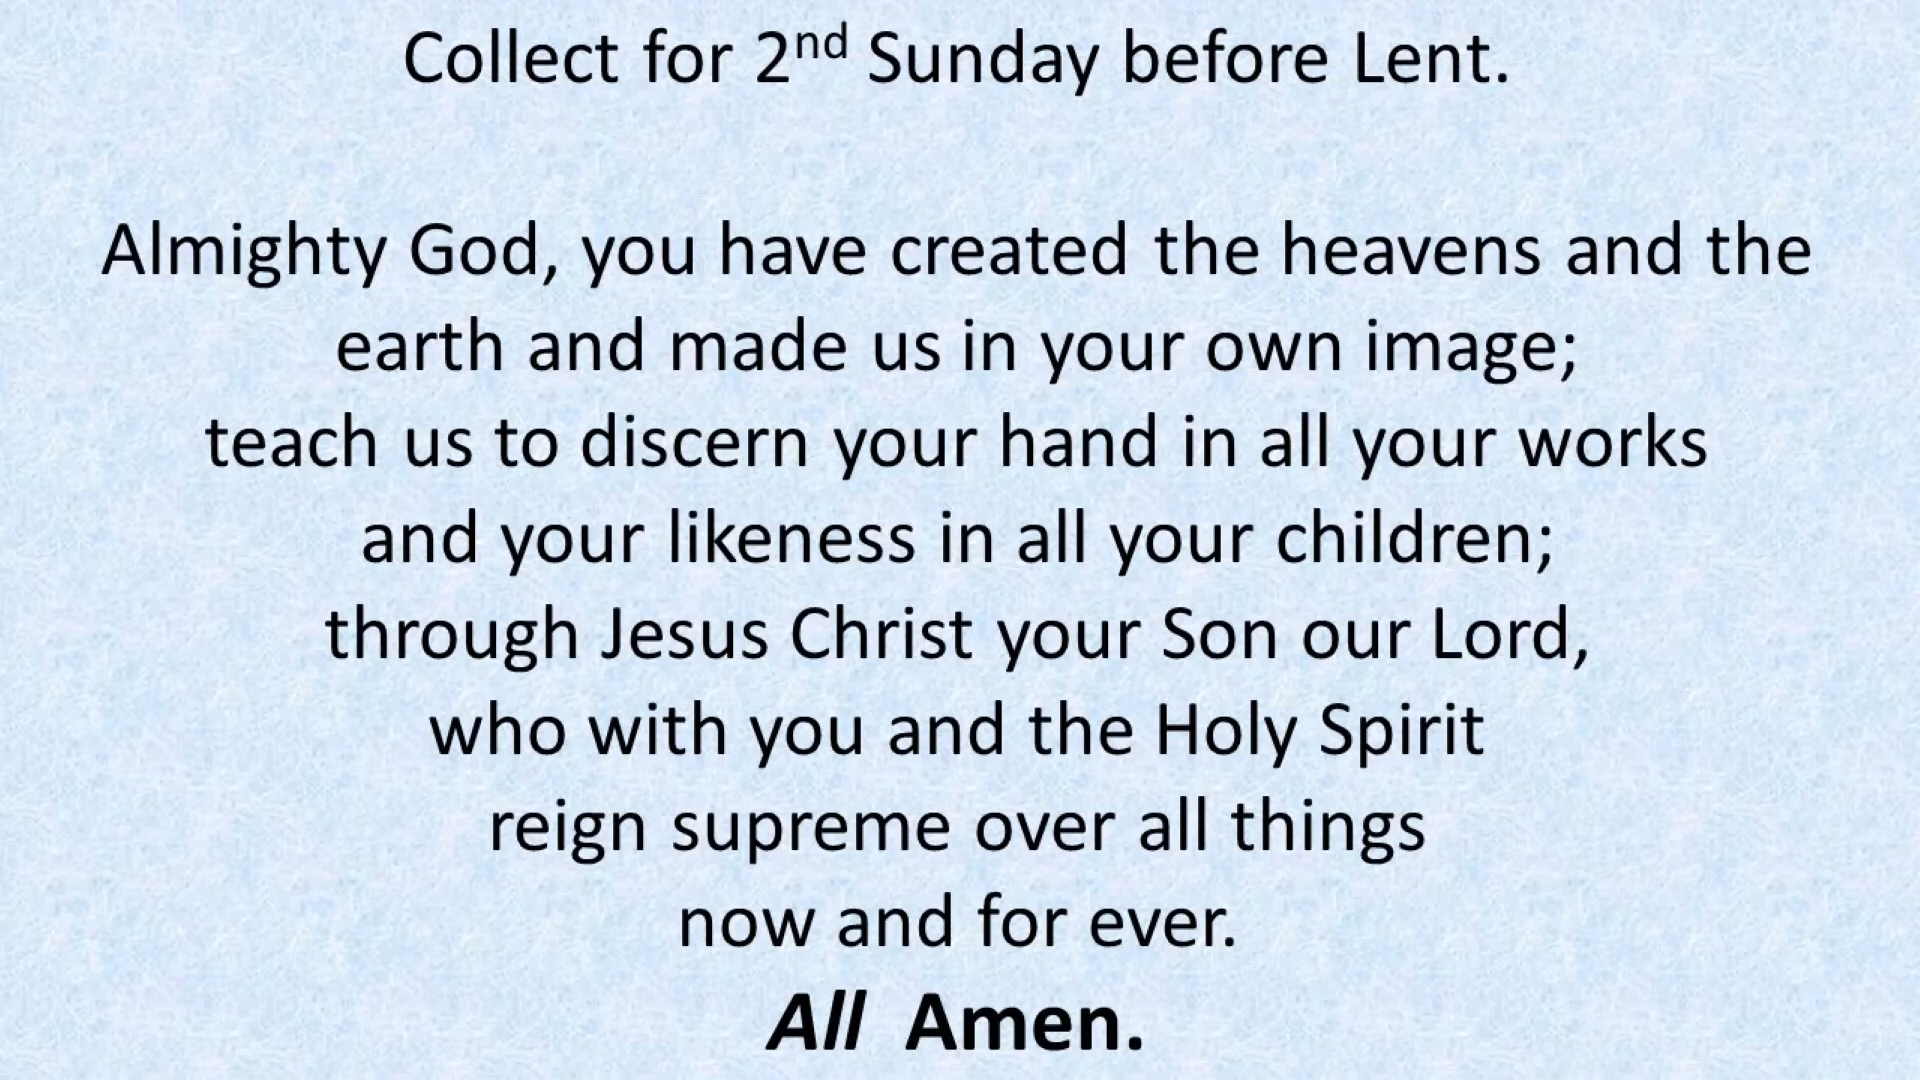 Collect for 2nd Sunday before Lent.
Almighty God, you have created the heavens and the
earth and made us in your own image;
teach us to discern your hand in all your works
and your likeness in all your children;
through Jesus Christ your Son our Lord,
who with you and the Holy Spirit
reign supreme over all things
now and for ever.
All Amen.